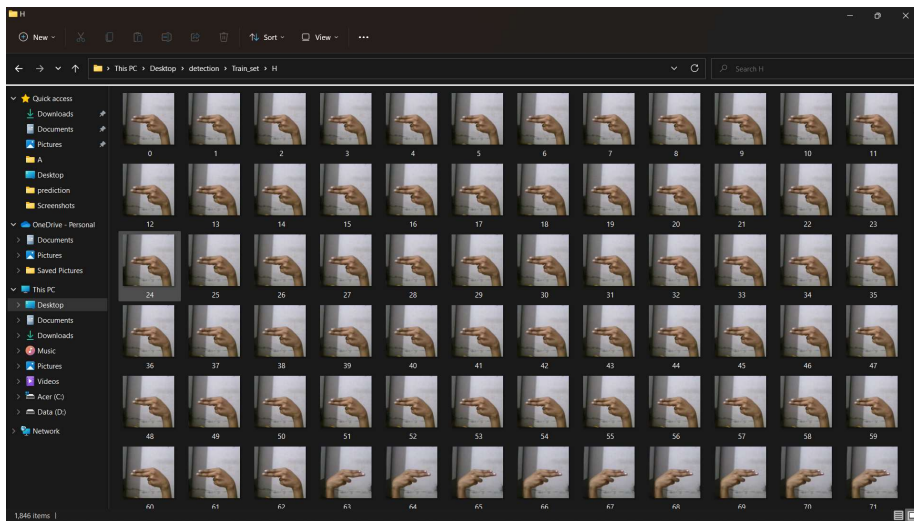 H
New
Sort
View
This PC > Desktop > detection > Train_set > H
Search H
Quick access
Downloads
Documents
Pictures
A
Desktop
prediction
Screenshots
OneDrive - Personal
Documents
Pictures
Saved Pictures
This PC
Desktop
Documents
Downloads
Music
Pictures
Videos
Acer (C:)
Data (D:)
Network
0 1 2 3 4 5 6 7 8 9 10 11
12 13 14 15 16 17 18 19 20 21 22 23
24 25 26 27 28 29 30 31 32 33 34 35
36 37 38 39 40 41 42 43 44 45 46 47
48 49 50 51 52 53 54 55 56 57 58 59
60 61 62 63 64 65 66 67 68 69 70 71
1,846 items